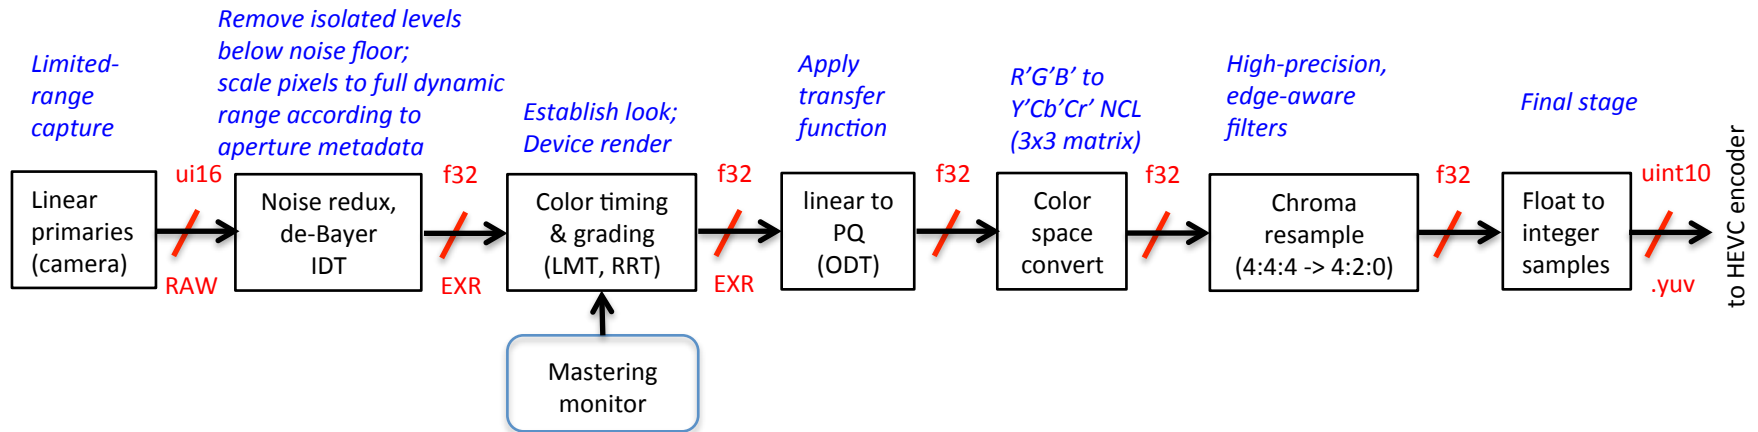 Limited-
range
capture
Remove isolated levels
below noise floor;
scale pixels to full dynamic
range according to
aperture metadata
Establish look;
Device render
Apply
transfer
function
R’G’B’ to
Y’Cb’Cr’ NCL
(3x3 matrix)
High-precision,
edge-aware
filters
Final stage
Linear
primaries
(camera)
ui16
RAW
Noise redux,
de-Bayer
IDT
f32
EXR
Color timing
& grading
(LMT, RRT)
f32
EXR
linear to
PQ
(ODT)
f32
Color
space
convert
f32
Chroma
resample
(4:4:4 -> 4:2:0)
f32
Float to
integer
samples
uint10
.yuv
to HEVC encoder
Mastering
monitor